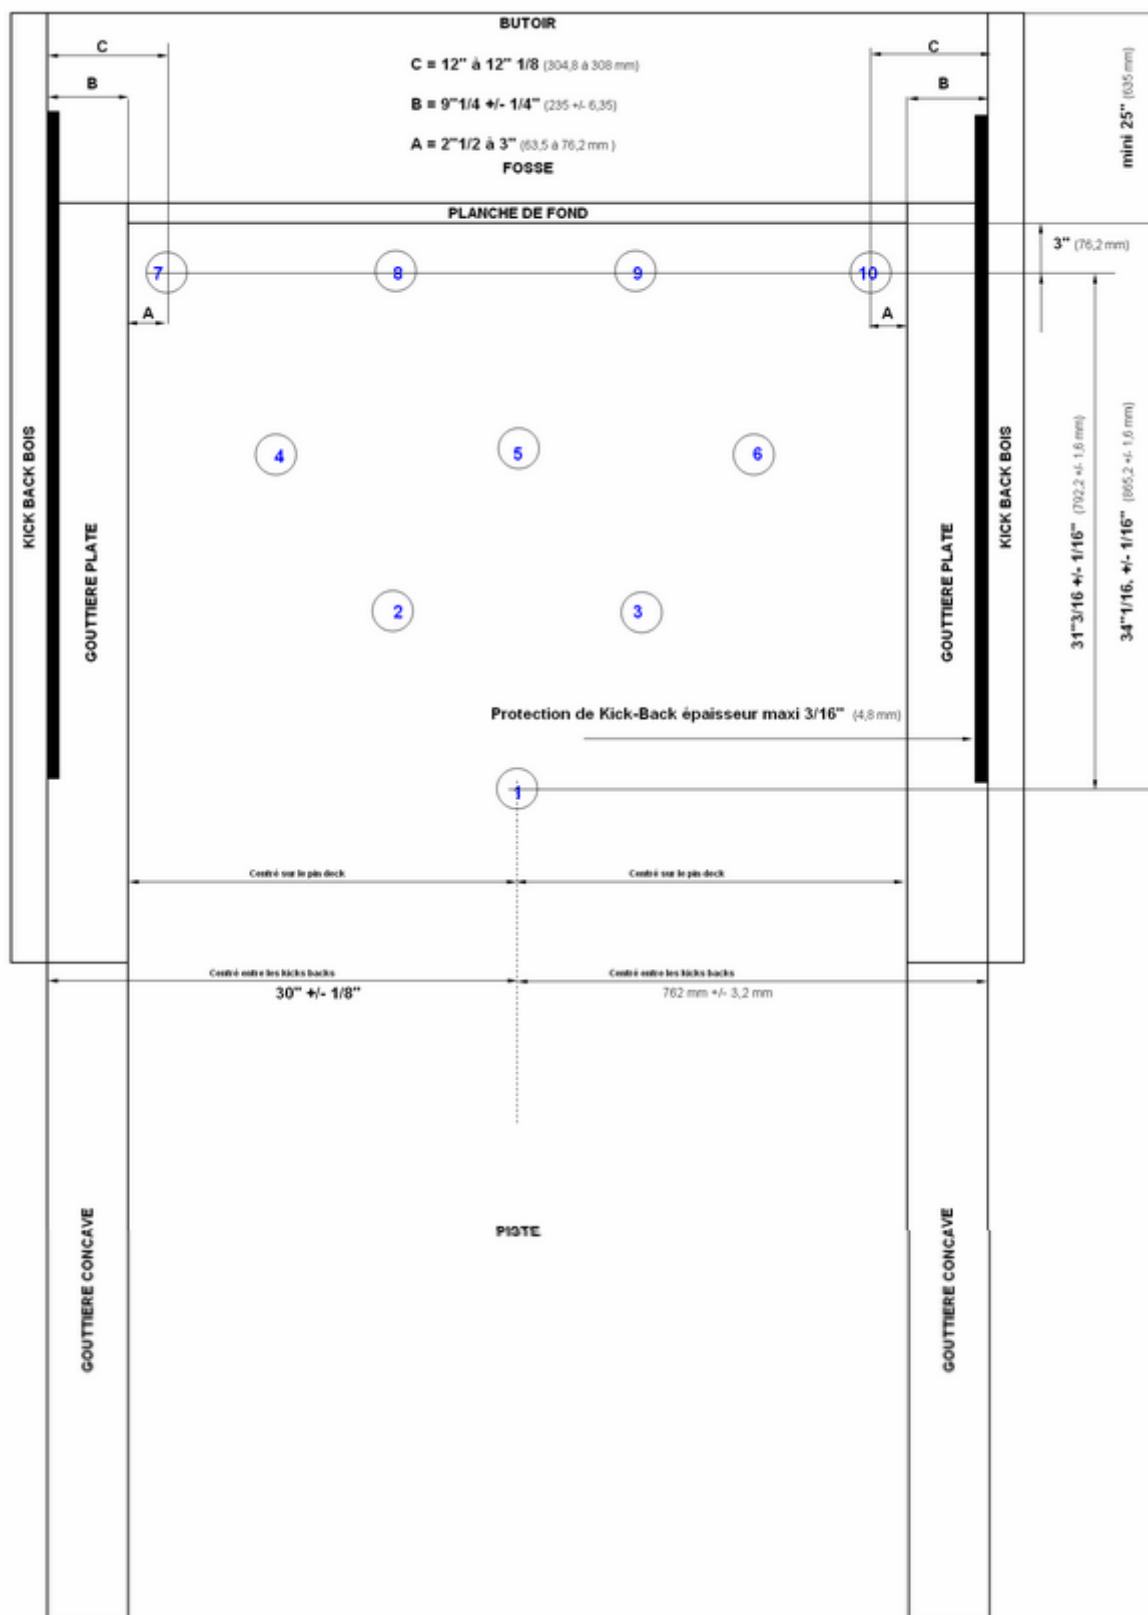 BUTOIR
C
C
C = 12" à 12" 1/8 (304,8 à 308 mm)
B
B
B = 9"1/4 +/- 1/4" (235 +/- 6,35)
A = 2"1/2 à 3" (63,5 à 76,2 mm )
mini 25" (635 mm)
FOSSE
PLANCHE DE FOND
3" (76,2 mm)
7
8
9
10
A
A
4
5
6
KICK BACK BOIS
GOUTTIERE PLATE
GOUTTIERE PLATE
KICK BACK BOIS
31"3/16 +/- 1/16" (792,2 +/- 1,6 mm)
34"1/16, +/- 1/16" (865,2 +/- 1,6 mm)
2
3
Protection de Kick-Back épaisseur maxi 3/16" (4,8 mm)
1
Centré sur le pin deck
Centré sur le pin deck
Centré entre les kicks backs
Centré entre les kicks backs
30" +/- 1/8"
762 mm +/- 3,2 mm
PISTE
GOUTTIERE CONCAVE
GOUTTIERE CONCAVE